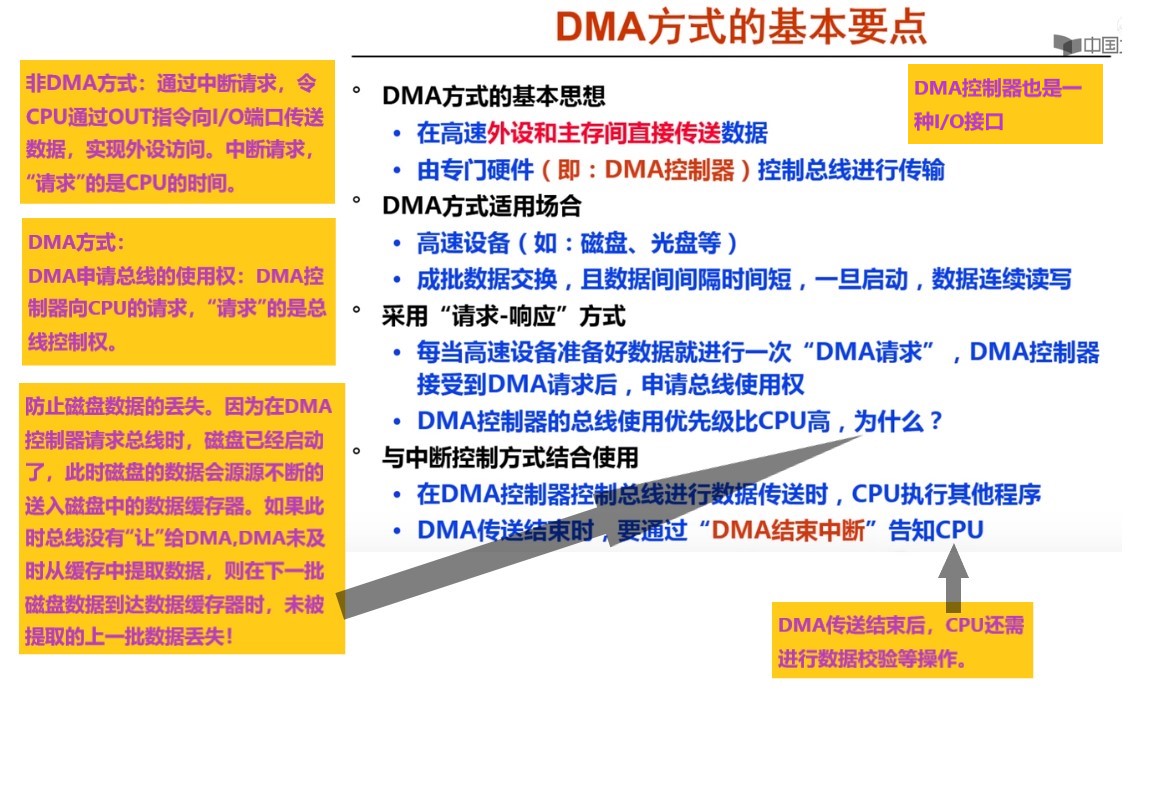 DMA方式的基本要点
中国
非DMA方式：通过中断请求，令
CPU通过OUT指令向I/O端口传送
数据，实现外设访问。中断请求，
“请求”的是CPU的时间。
DMA方式：
DMA申请总线的使用权：DMA控
制器向CPU的请求，“请求”的是总
线控制权。
防止磁盘数据的丢失。因为在DMA
控制器请求总线时，磁盘已经启动
了，此时磁盘的数据会源源不断的
送入磁盘中的数据缓存器。如果此
时总线没有“让”给DMA,DMA未及
时从缓存中提取数据，则在下一批
磁盘数据到达数据缓存器时，未被
提取的上一批数据丢失！
DMA控制器也是一
种I/O接口
° DMA方式的基本思想
• 在高速外设和主存间直接传送数据
• 由专门硬件（即：DMA控制器）控制总线进行传输
° DMA方式适用场合
• 高速设备（如：磁盘、光盘等）
• 成批数据交换，且数据间间隔时间短，一旦启动，数据连续读写
° 采用“请求-响应”方式
• 每当高速设备准备好数据就进行一次“DMA请求”，DMA控制器
接受到DMA请求后，申请总线使用权
• DMA控制器的总线使用优先级比CPU高，为什么？
° 与中断控制方式结合使用
• 在DMA控制器控制总线进行数据传送时，CPU执行其他程序
• DMA传送结束时，要通过“DMA结束中断”告知CPU
DMA传送结束后，CPU还需
进行数据校验等操作。